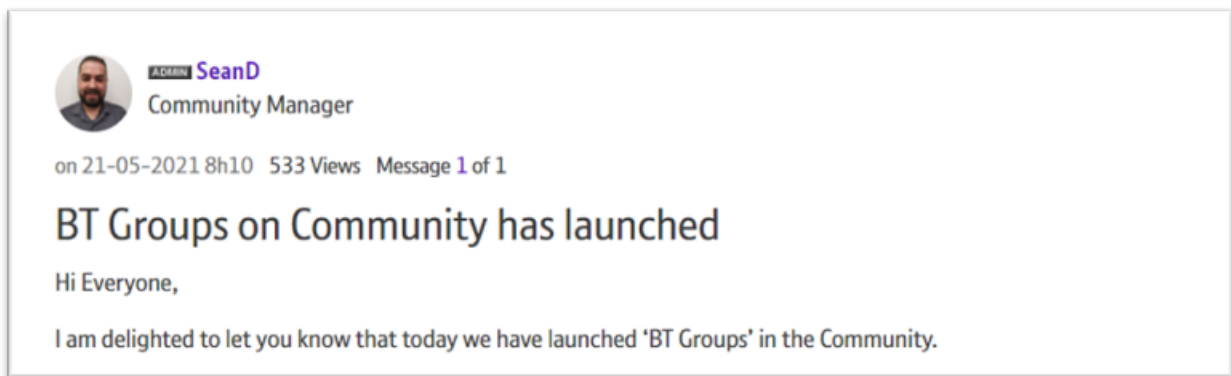 ADMIN SeanD
Community Manager
on 21-05-2021 8h10 533 Views Message 1 of 1
BT Groups on Community has launched
Hi Everyone,
I am delighted to let you know that today we have launched ‘BT Groups’ in the Community.